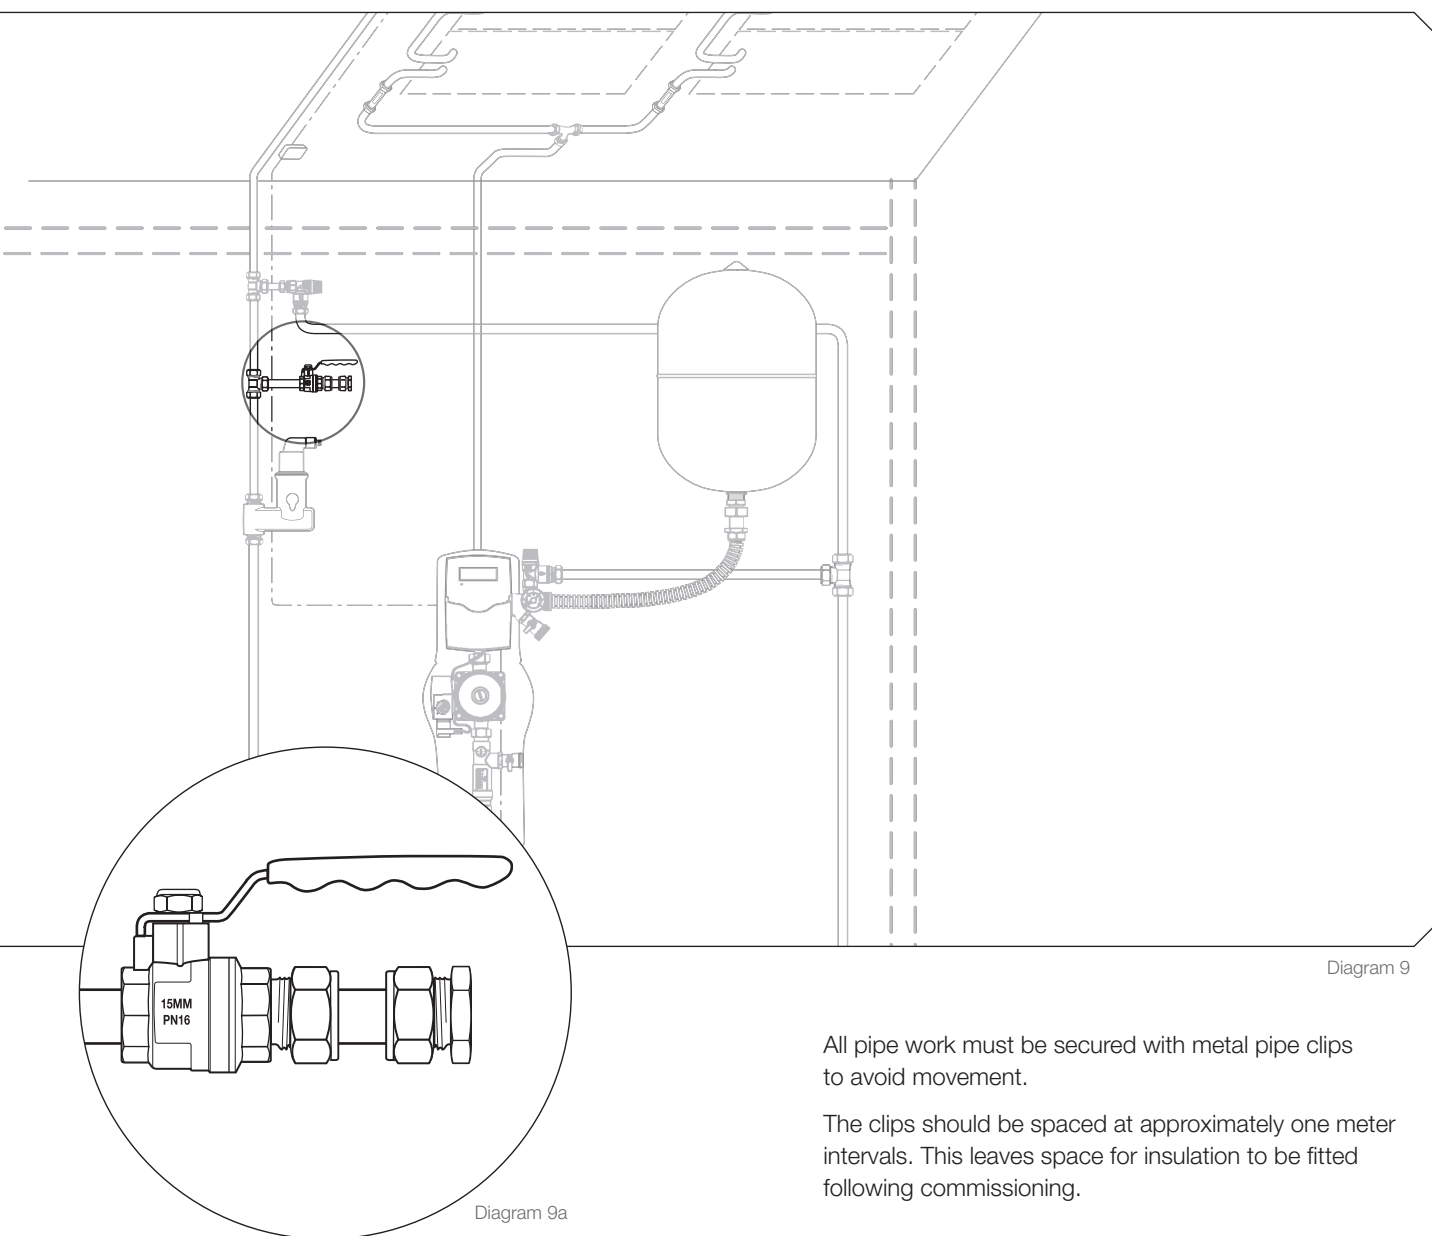 Diagram 9
15MM
PN16
All pipe work must be secured with metal pipe clips
to avoid movement.
The clips should be spaced at approximately one meter
intervals. This leaves space for insulation to be fitted
following commissioning.
Diagram 9a